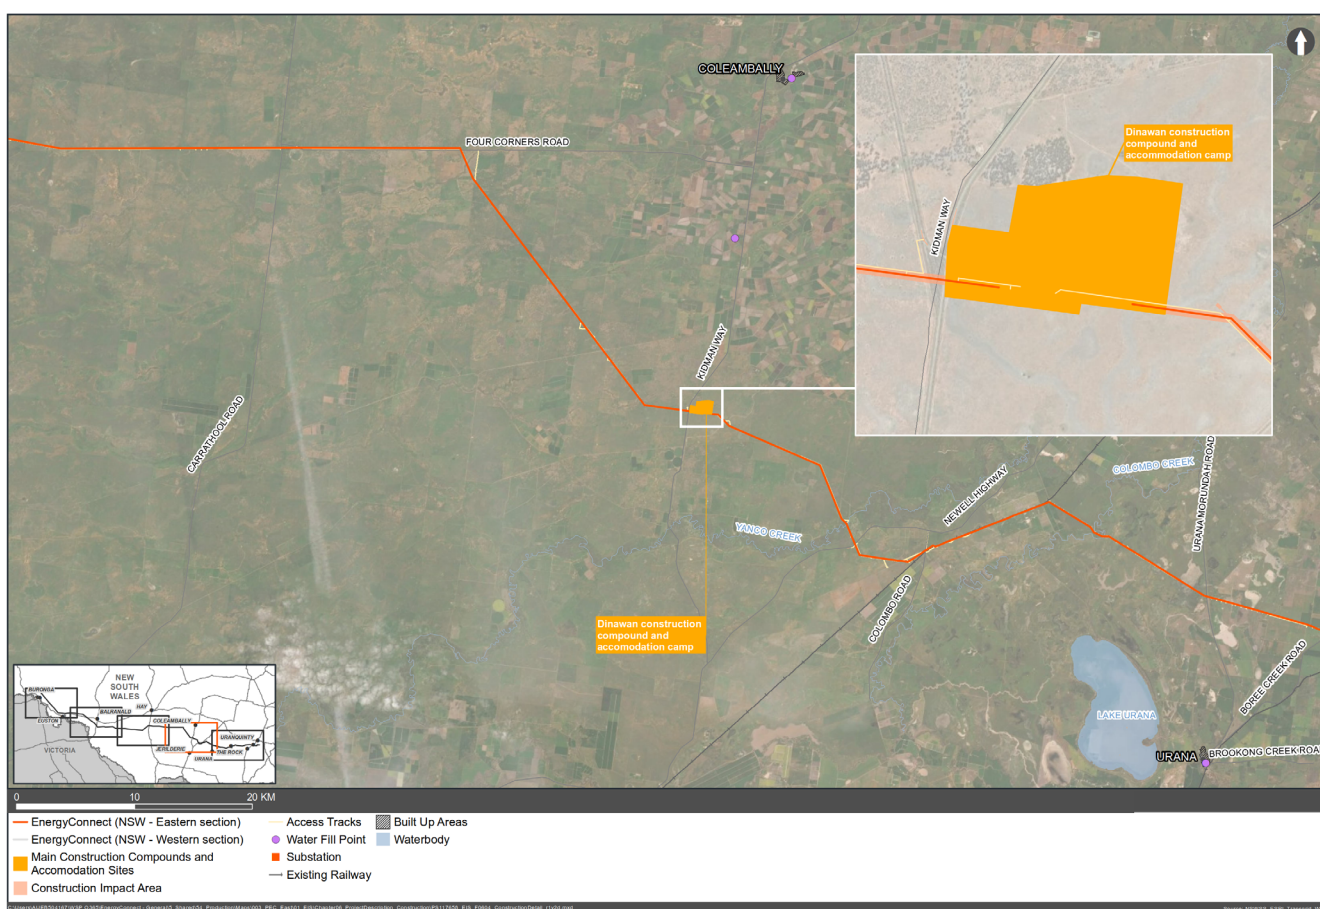 COLEAMBALLY
FOUR CORNERS ROAD
Dinawan construction
compound and
accommodation camp
KIDMAN WAY
KIDMAN WAY
CARRATHOOL ROAD
NEWELL HIGHWAY
COLOMBO CREEK
URANA MORUNDAH ROAD
YANCO CREEK
COLOMBO ROAD
Dinawan construction
compound and
accomodation camp
BOREE CREEK ROAD
LAKE URANA
URANA
BROOKONG CREEK ROAD
NEW
SOUTH
WALES
BURONGA
HAY
BALRANALD
EUSTON
COLEAMBALLY
URANQUINTY
VICTORIA
JERILDERIE
THE ROCK
URANA
0 10 20 KM
EnergyConnect (NSW - Eastern section)
EnergyConnect (NSW - Western section)
Main Construction Compounds and
Accomodation Sites
Construction Impact Area
Access Tracks
Water Fill Point
Substation
Existing Railway
Built Up Areas
Waterbody